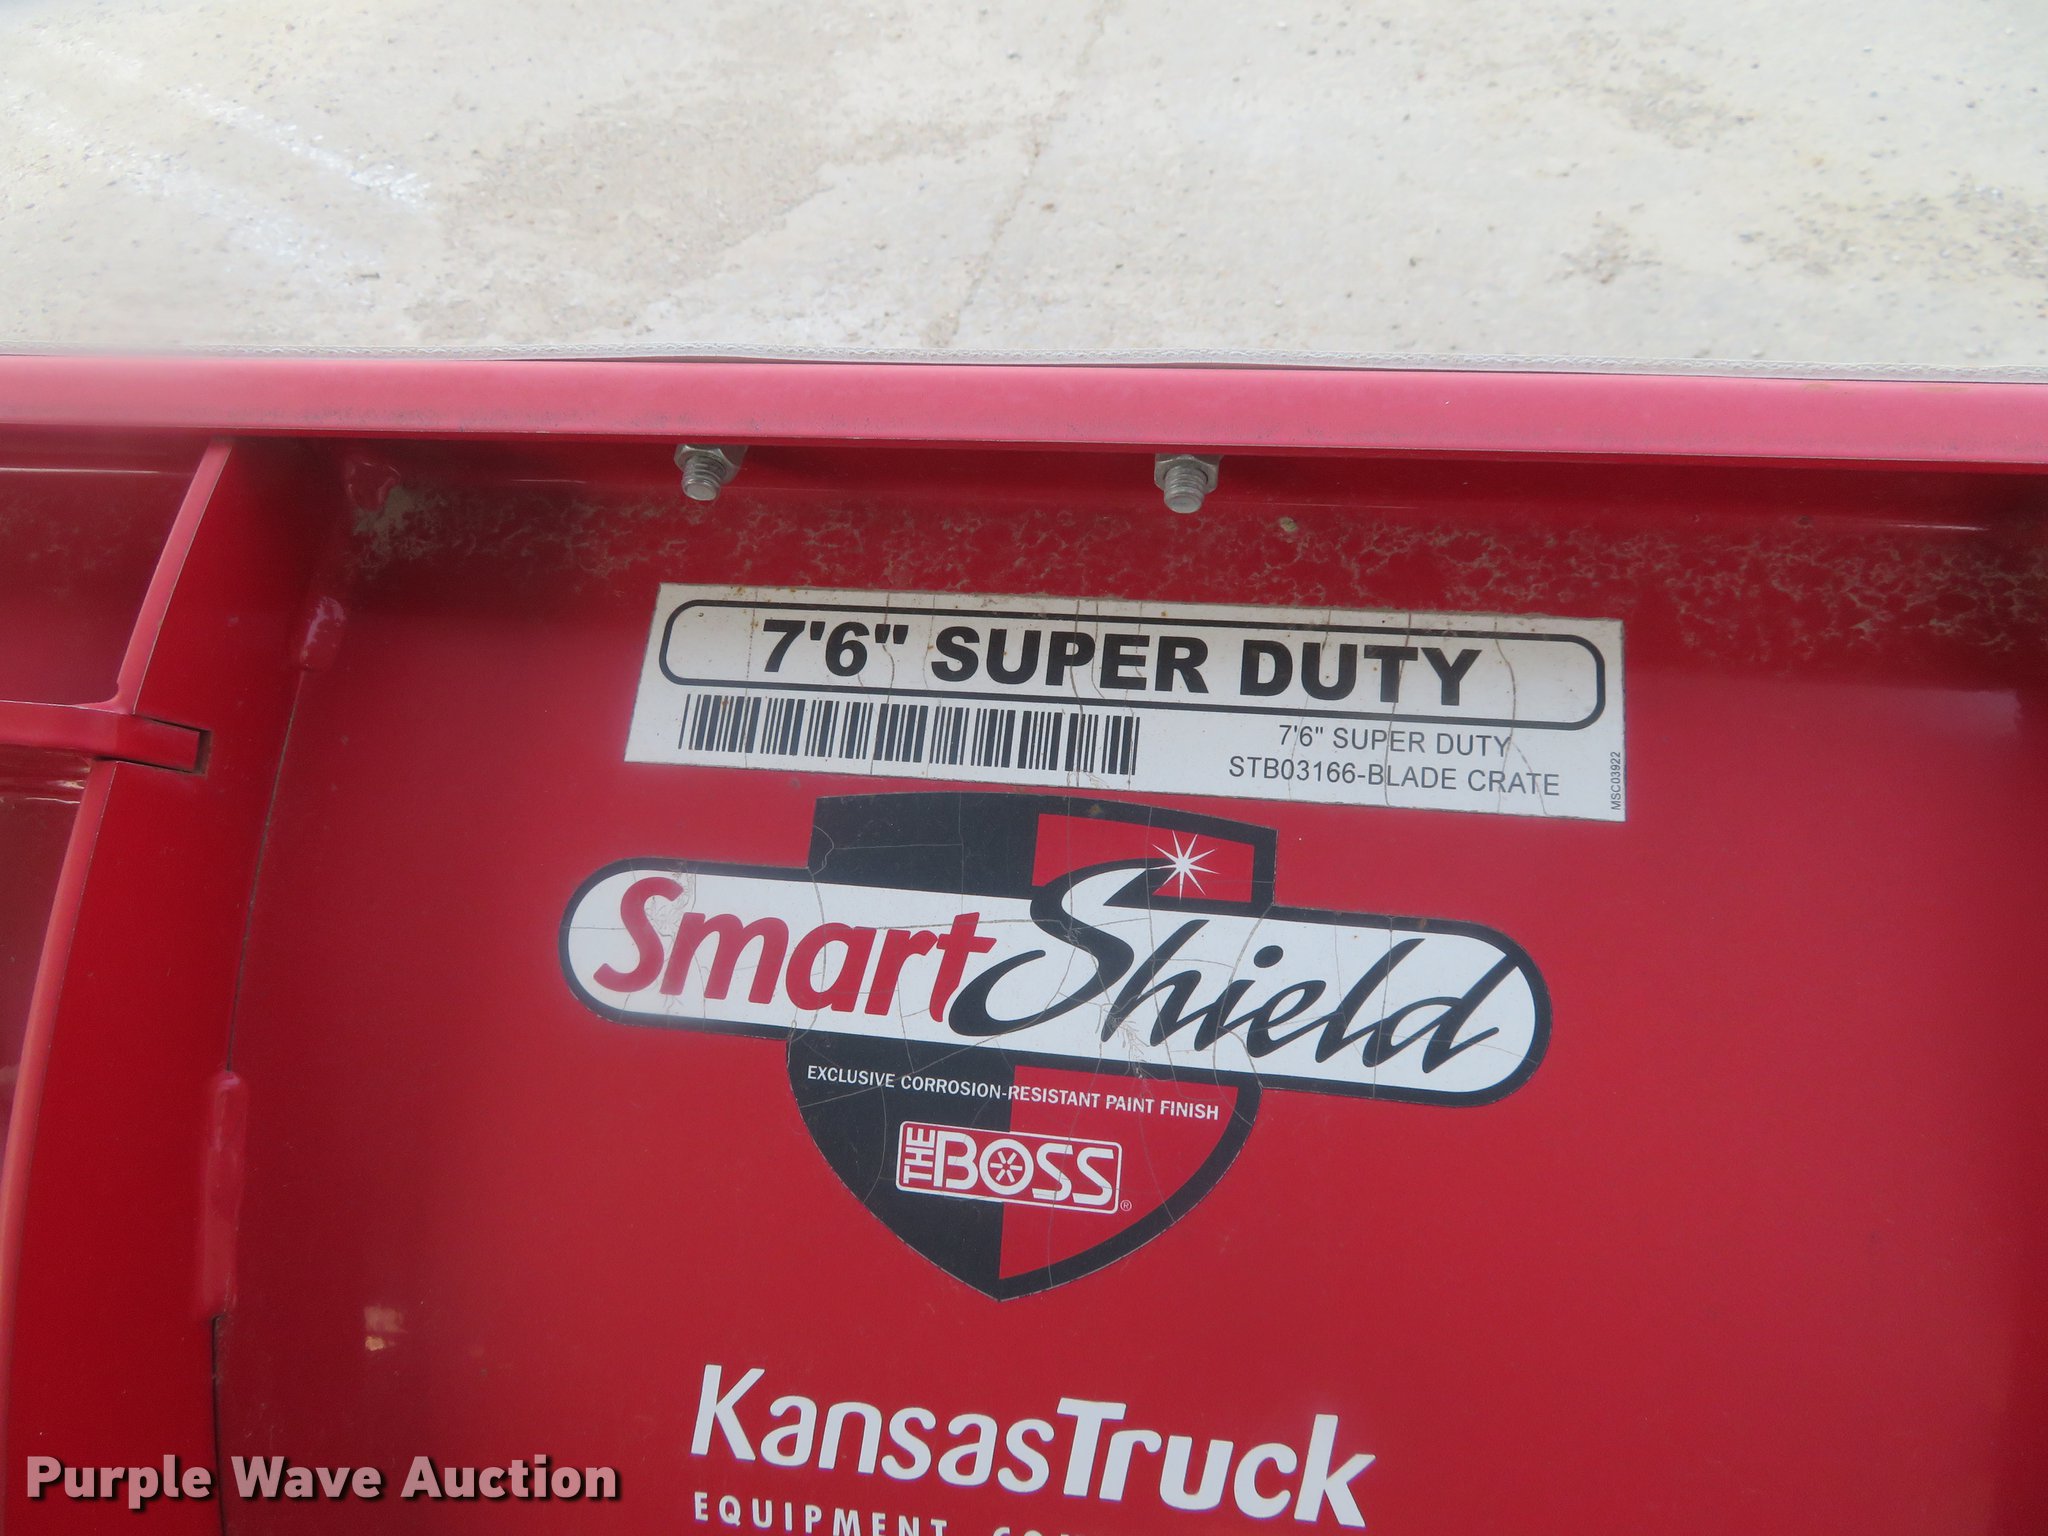 7'6" SUPER DUTY
7'6" SUPER DUTY
STB03166-BLADE CRATE
MSC03922
SmartShield
EXCLUSIVE CORROSION-RESISTANT PAINT FINISH
THE BOSS®
KansasTruck
EQUIPMENT
Purple Wave Auction